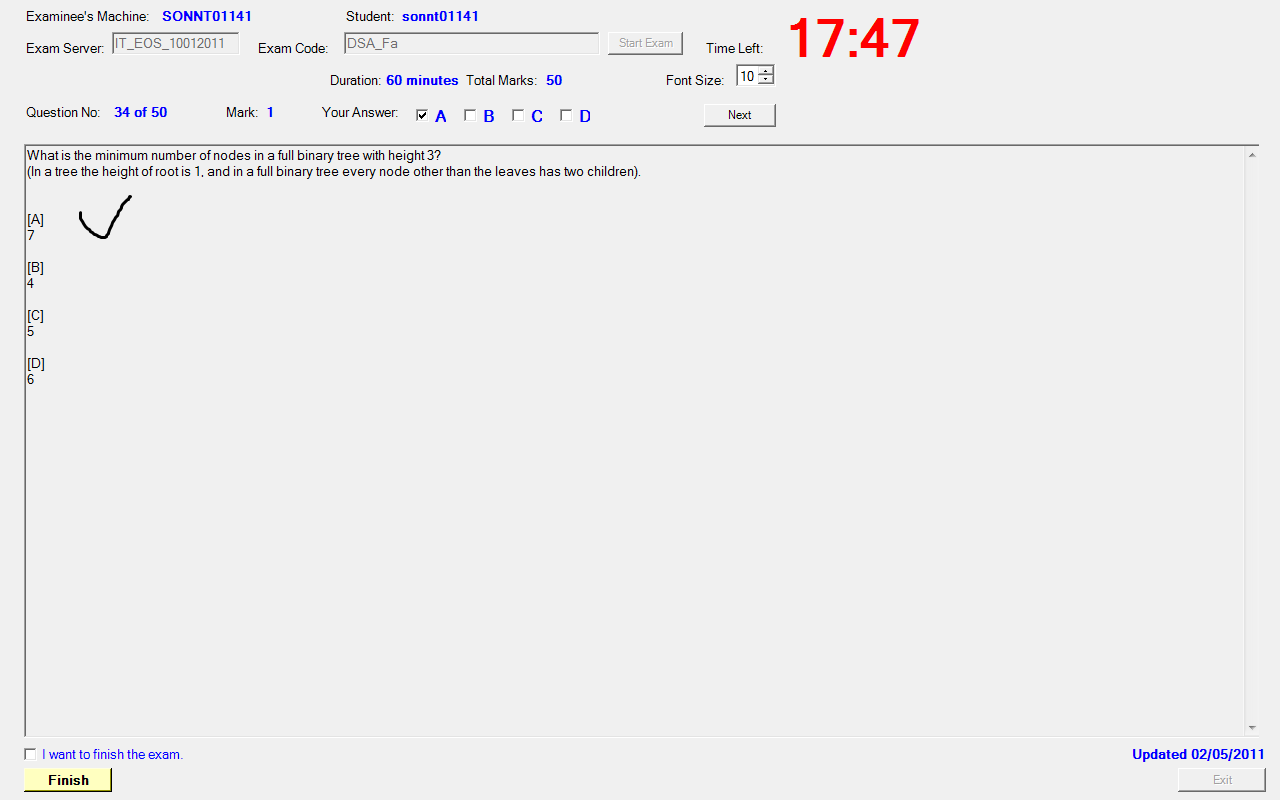 Examinee's Machine: SONNT01141 Student: sonnt01141
Exam Server: IT_EOS_10012011 Exam Code: DSA_Fa Start Exam Time Left: 17:47
Duration: 60 minutes Total Marks: 50 Font Size: 10
Question No: 34 of 50 Mark: 1 Your Answer: A B C D Next
What is the minimum number of nodes in a full binary tree with height 3?
(In a tree the height of root is 1, and in a full binary tree every node other than the leaves has two children).
[A]
7
[B]
4
[C]
5
[D]
6
I want to finish the exam. Updated 02/05/2011
Finish Exit